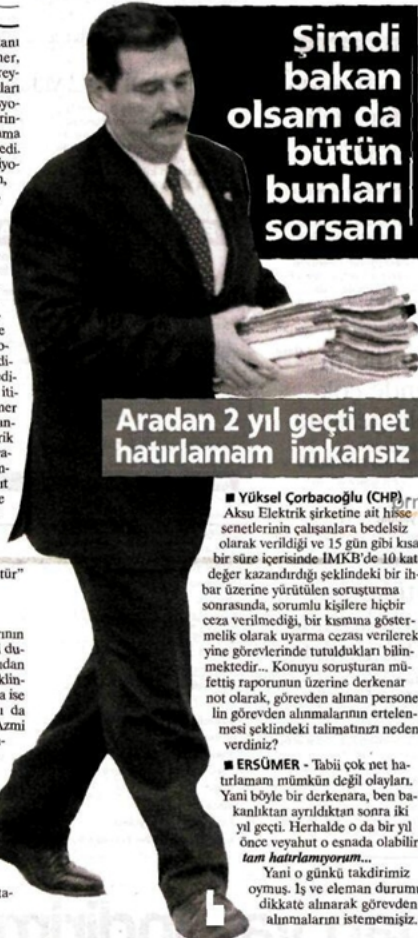 Şimdi
bakan
olsam da
bütün
bunları
sorsam
Aradan 2 yıl geçti net
hatırlamam imkansız
■ Yüksel Çorbacıoğlu (CHP)
Aksu Elektrik şirketine ait hisse
senetlerinin çalışanlara bedelsiz
olarak verildiği ve 15 gün gibi kısa
bir süre içerisinde IMKB'de 10 kat
değer kazandırdığı şeklindeki bir ih-
bar üzerine yürütülen soruşturma
sonrasında, sorumlu kişilere hiçbir
ceza verilmediği, bir kısmına göster-
melik olarak uyarma cezası verilerek
yine görevlerinde tutuldukları bilin-
mektedir... Konuyu soruşturan mü-
fettiş raporunun üzerine derkenar
not olarak, görevden alınan persone
lin görevden alınmalarının ertelen-
mesi şeklindeki talimatınızı neden
verdiniz?
■ ERSÜMER - Tabii çok net ha-
tırlamam mümkün değil olayları.
Yani böyle bir derkenara, ben ba-
kanlıktan ayrıldıktan sonra iki
yıl geçti. Herhalde o da bir yıl
önce veyahut o esnada olabilir
tam hatırlamıyorum...
Yani o günkü takdirimiz
oymuş. İş ve eleman durumu
dikkate alınarak görevden
alınmalarını istememişiz.
tür"